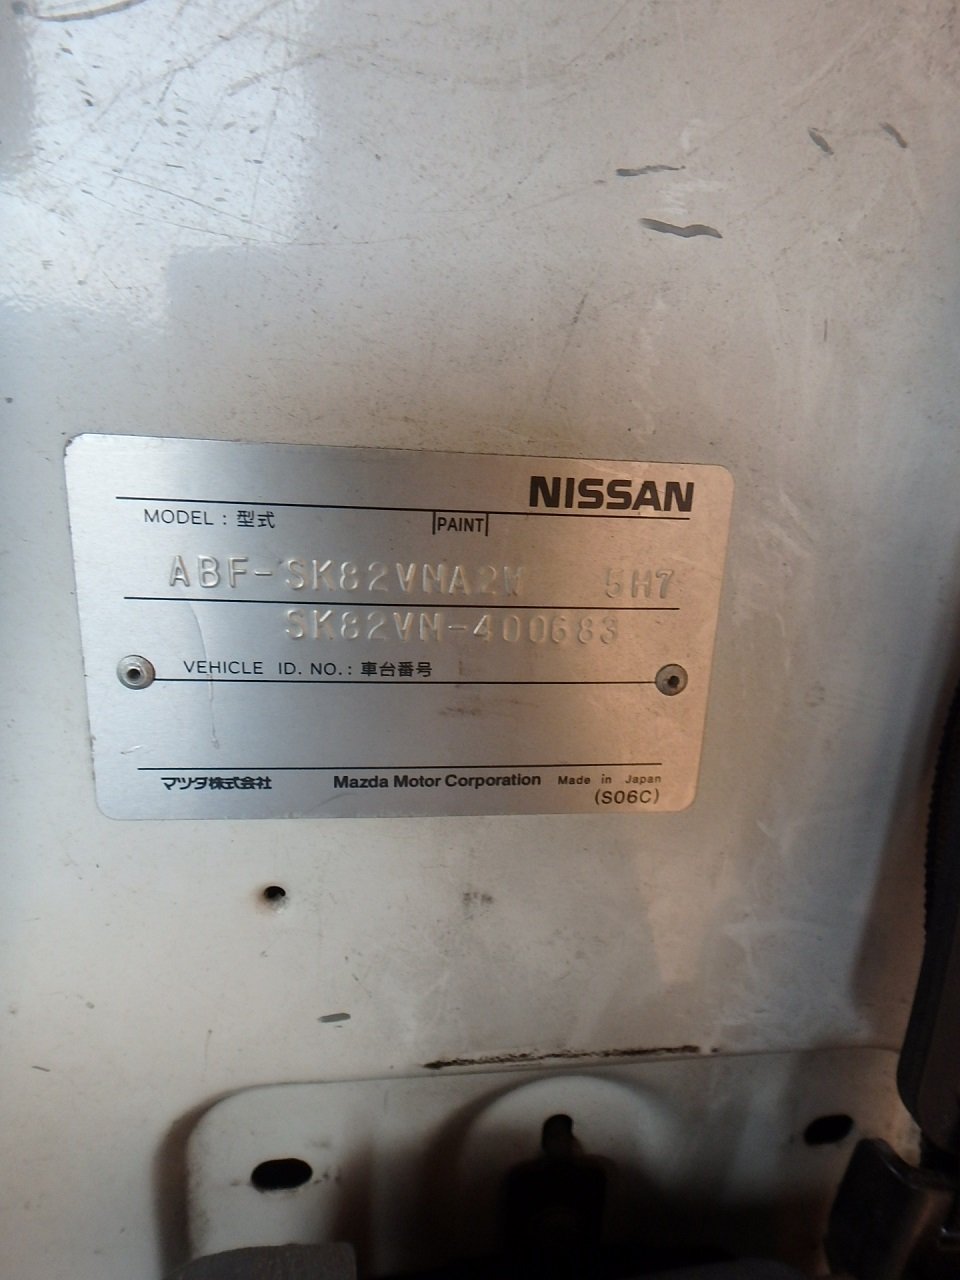 NISSAN
MODEL : 型式 PAINT
ABF-SK82VNA2W 5H7
SK82VN-400683
VEHICLE ID. NO. : 車台番号
マツダ株式会社 Mazda Motor Corporation Made in Japan
(S06C)